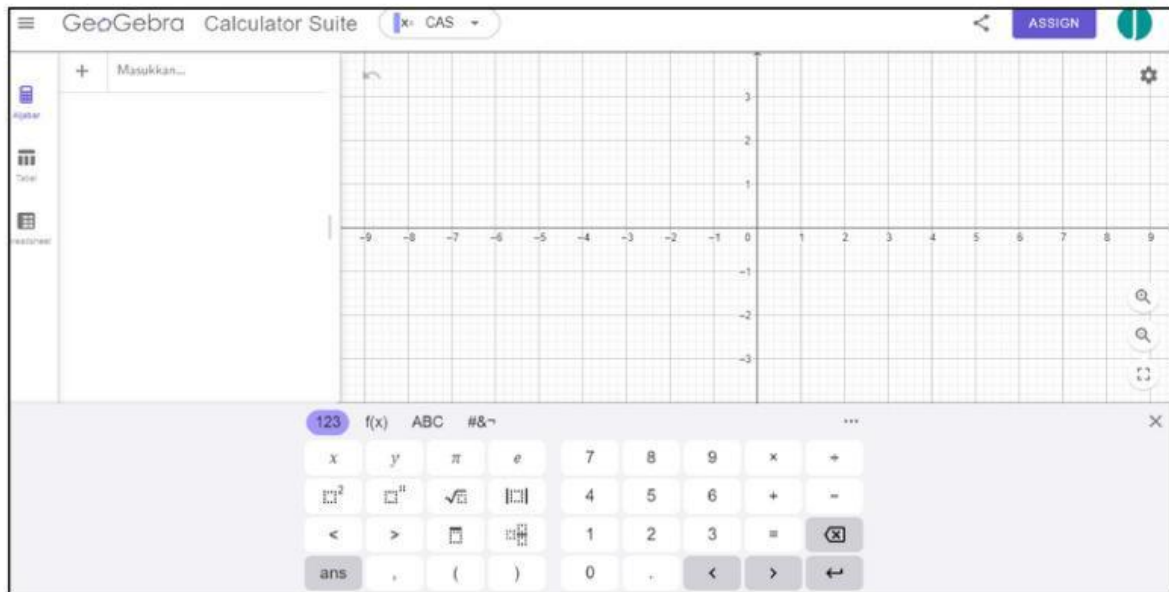 GeoGebra Calculator Suite x= CAS ASSIGN
+ Masukkan...
Aljabar
Tabel
3
2
1
-9 -8 -7 -6 -5 -4 -3 -2 -1 0 1 2 3 4 5 6 7 8 9
-1
-2
-3
123 f(x) ABC #&¬ ...
x y π e 7 8 9 × ÷
4 5 6 + -
< > 1 2 3 =
ans , ( ) 0 . < >